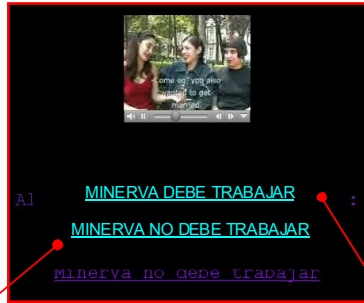 Come on, you also
wanted to get
married.
Al
MINERVA DEBE TRABAJAR
:
MINERVA NO DEBE TRABAJAR
Minerva no debe trabajar